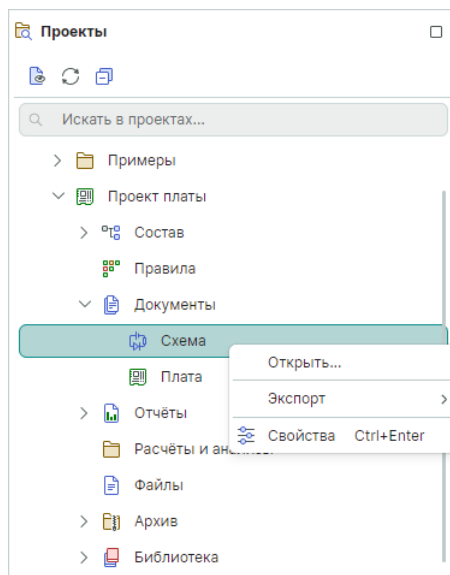 Проекты
Искать в проектах...
Примеры
Проект платы
Состав
Правила
Документы
Схема
Открыть...
Плата
Экспорт
Отчёты
Свойства Ctrl+Enter
Расчёты и
Файлы
Архив
Библиотека